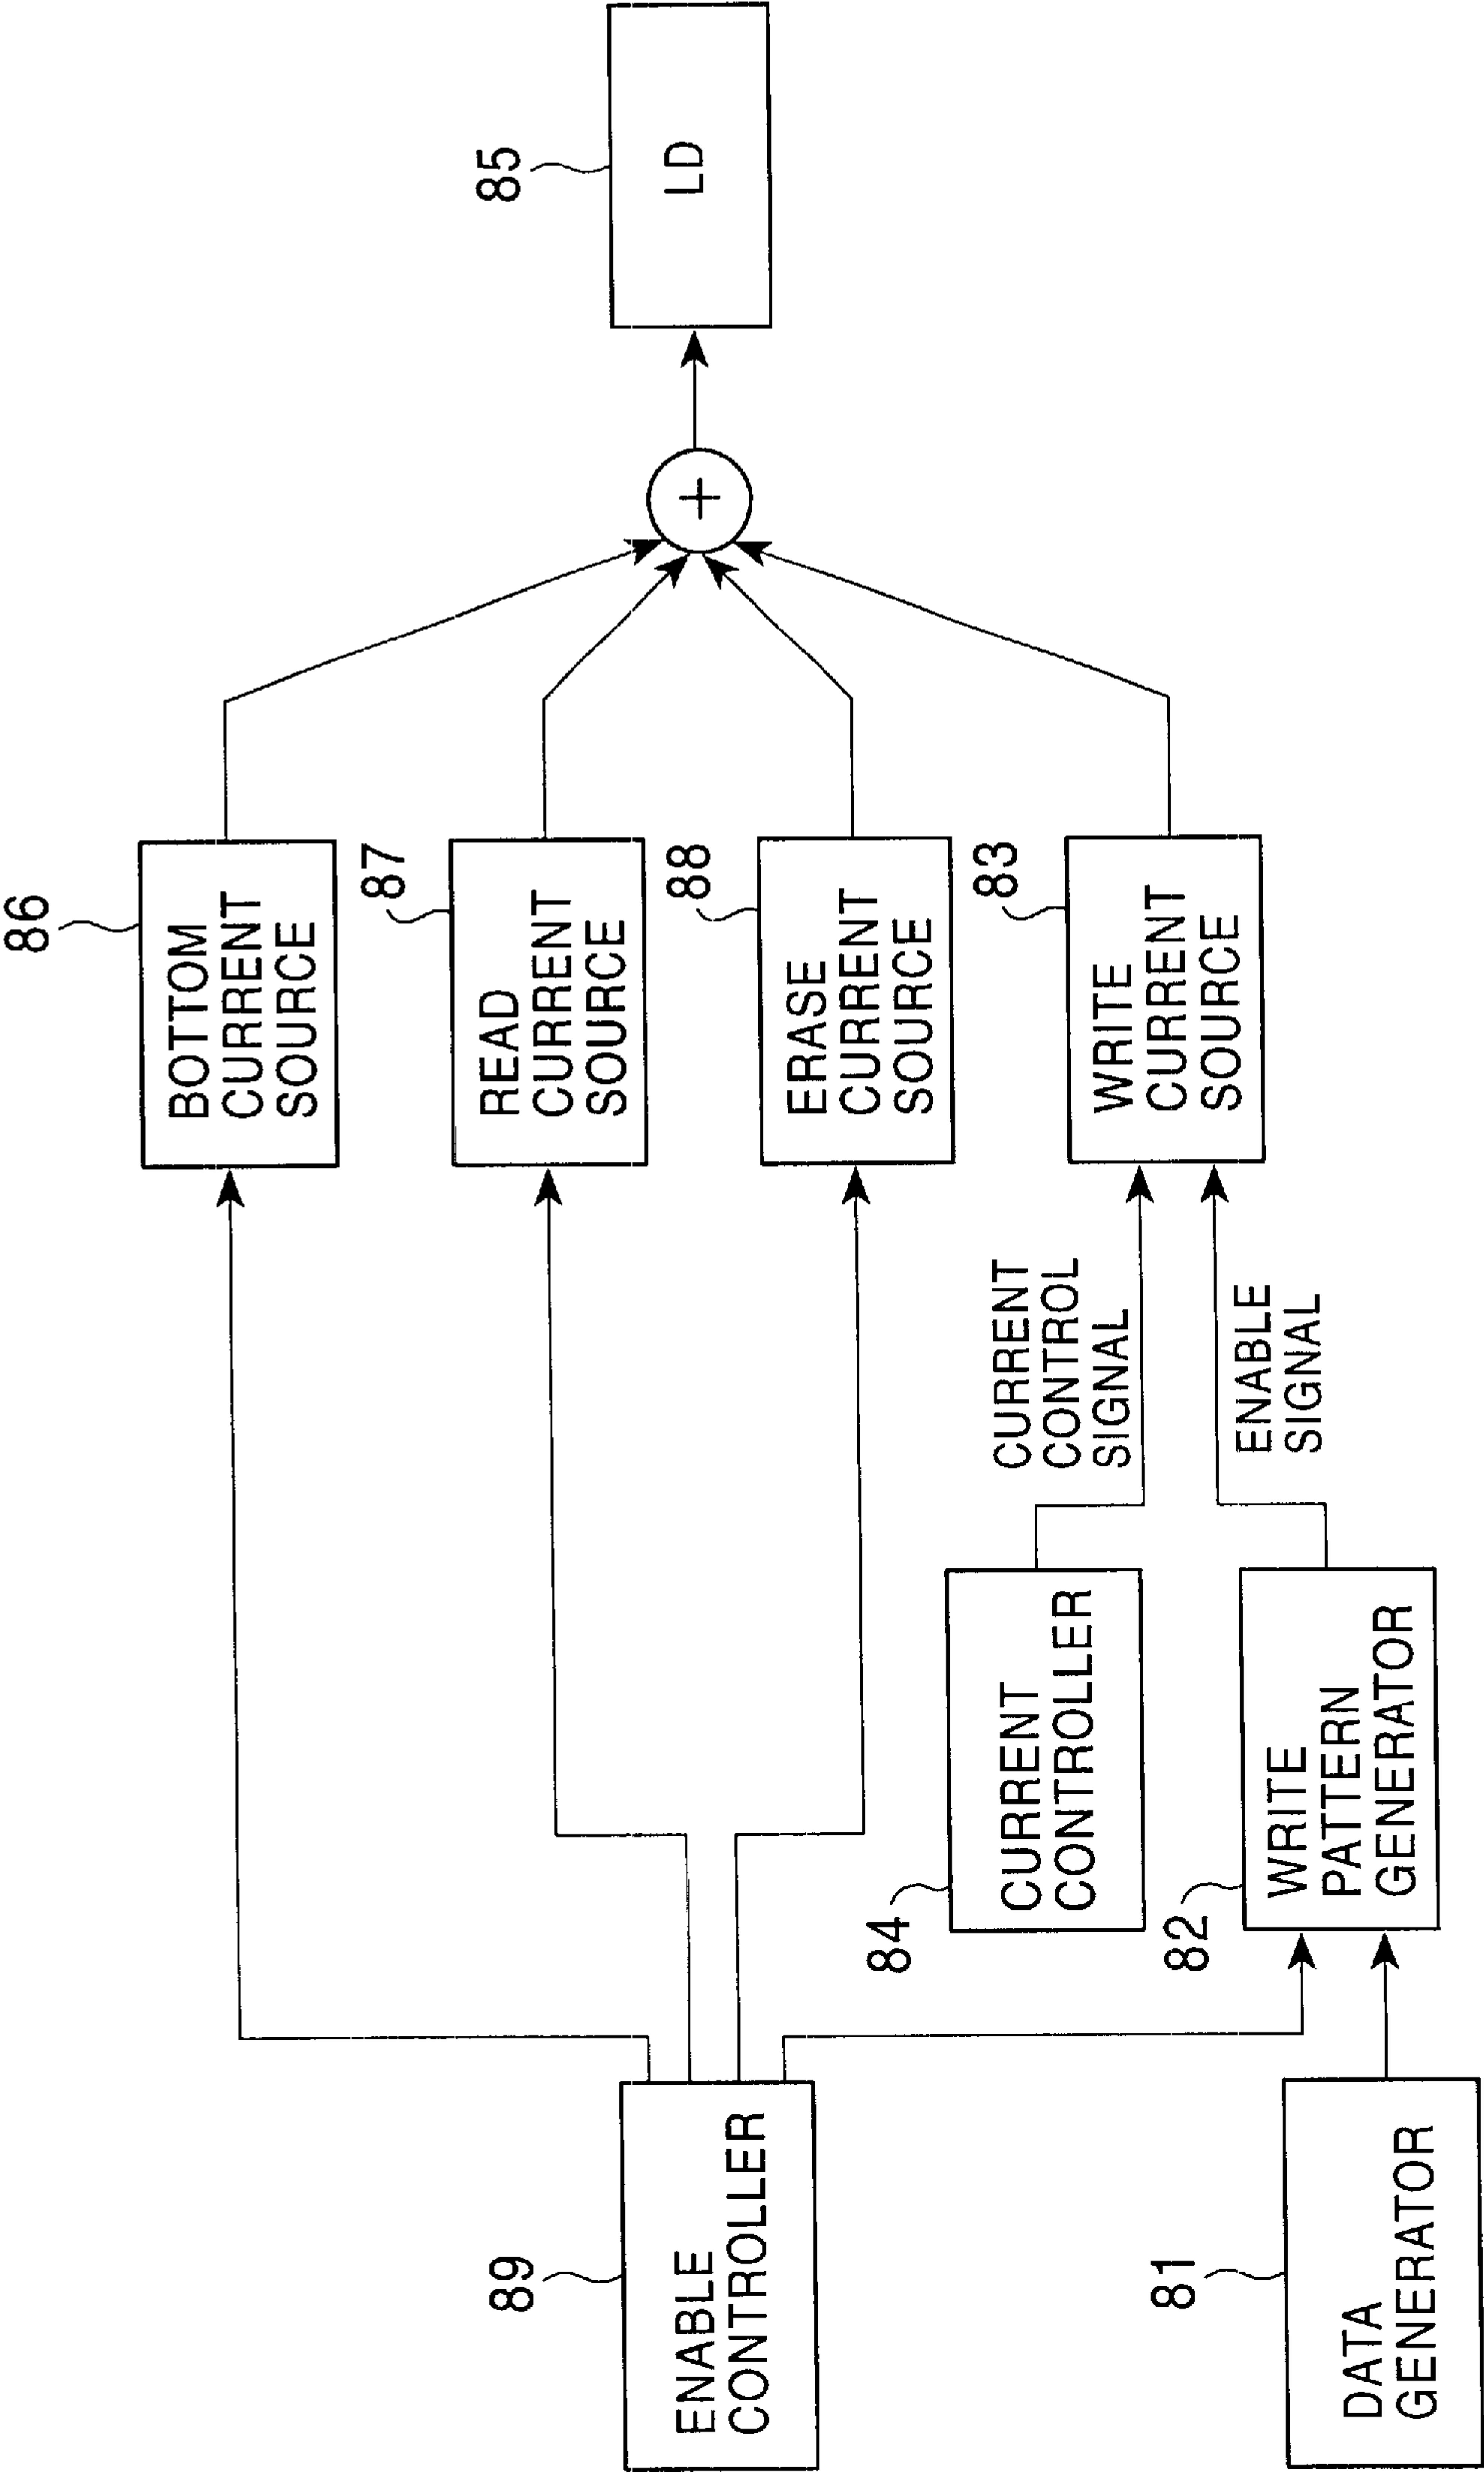 86
BOTTOM
CURRENT
SOURCE
87
READ
CURRENT
SOURCE
85
LD
+
89
ENABLE
CONTROLLER
88
ERASE
CURRENT
SOURCE
CURRENT
CONTROL
SIGNAL
83
WRITE
CURRENT
SOURCE
84
CURRENT
CONTROLLER
ENABLE
SIGNAL
82
WRITE
PATTERN
GENERATOR
81
DATA
GENERATOR